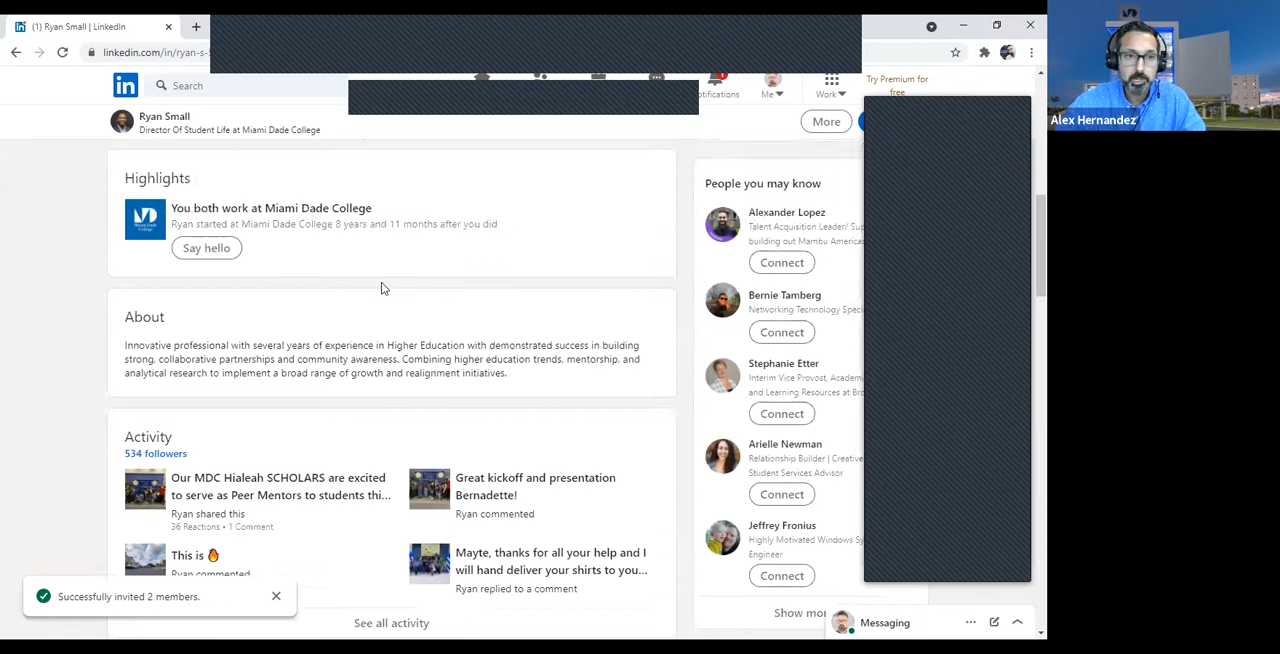 (1) Ryan Small | LinkedIn
linkedin.com/in/ryan-s-
in
Search
otifications
Me
Work
Try Premium for
free
Ryan Small
Director Of Student Life at Miami Dade College
More
Alex Hernandez
Highlights
You both work at Miami Dade College
Ryan started at Miami Dade College 8 years and 11 months after you did
Say hello
About
Innovative professional with several years of experience in Higher Education with demonstrated success in building
strong, collaborative partnerships and community awareness. Combining higher education trends, mentorship, and
analytical research to implement a broad range of growth and realignment initiatives.
Activity
534 followers
Our MDC Hialeah SCHOLARS are excited
to serve as Peer Mentors to students thi...
Ryan shared this
36 Reactions • 1 Comment
Great kickoff and presentation
Bernadette!
Ryan commented
This is 🔥
Ryan commented
Mayte, thanks for all your help and I
will hand deliver your shirts to you...
Ryan replied to a comment
See all activity
Successfully invited 2 members.
People you may know
Alexander Lopez
Talent Acquisition Leader/ Sup
building out Mambu Americas
Connect
Bernie Tamberg
Networking Technology Speci
Connect
Stephanie Etter
Interim Vice Provost, Academi
and Learning Resources at Bro
Connect
Arielle Newman
Relationship Builder | Creative
Student Services Advisor
Connect
Jeffrey Fronius
Highly Motivated Windows Sy
Engineer
Connect
Show mor
Messaging